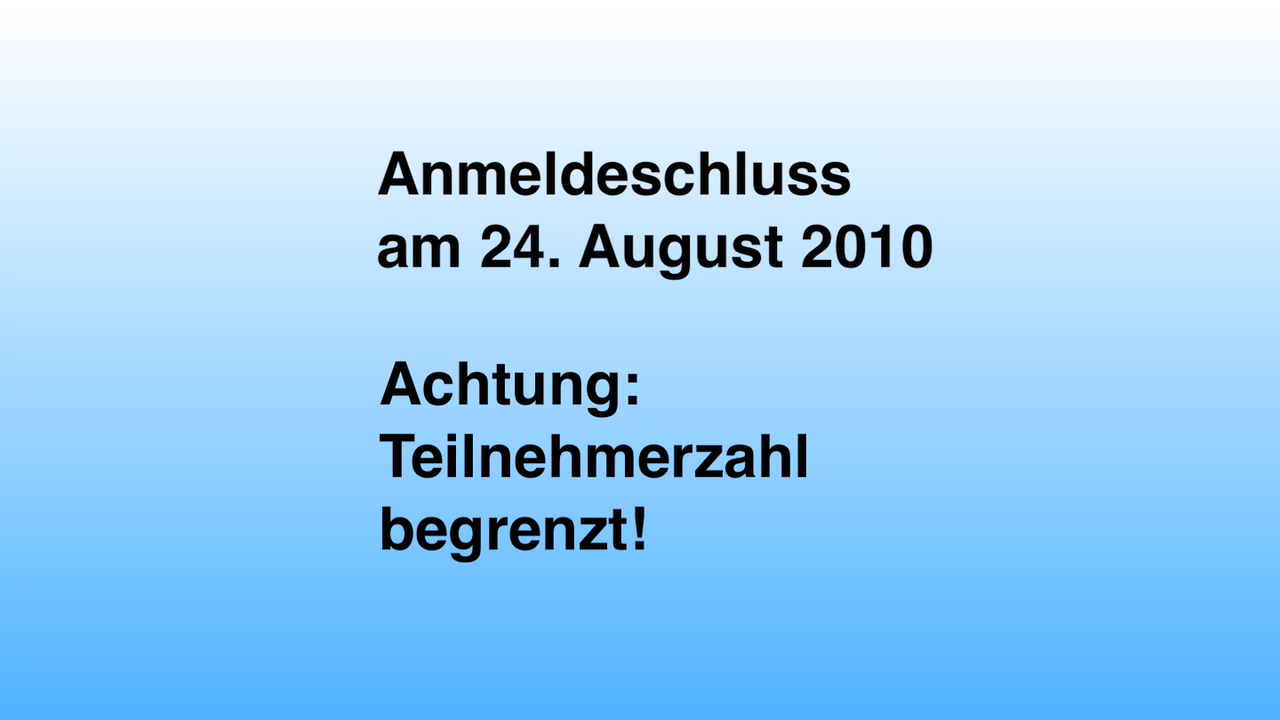 Anmeldeschluss
am 24. August 2010
Achtung:
Teilnehmerzahl
begrenzt!